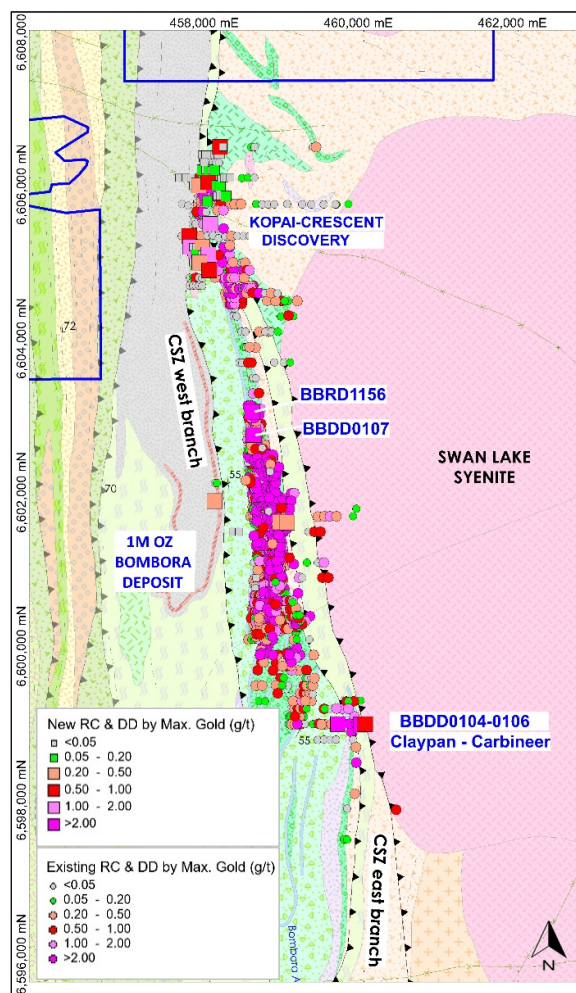 458,000 mE
460,000 mE
462,000 mE
6,608,000 mN
6,606,000 mN
KOPAI-CRESCENT
DISCOVERY
6,604,000 mN
72
CSZ west branch
BBRD1156
BBDD0107
SWAN LAKE
SYENITE
55
70
6,602,000 mN
1M OZ
BOMBORA
DEPOSIT
6,600,000 mN
BBDD0104-0106
Claypan - Carbineer
55
New RC & DD by Max. Gold (g/t)
<0.05
0.05 - 0.20
0.20 - 0.50
0.50 - 1.00
1.00 - 2.00
>2.00
6,598,000 mN
Existing RC & DD by Max. Gold (g/t)
<0.05
0.05 - 0.20
0.20 - 0.50
0.50 - 1.00
1.00 - 2.00
>2.00
CSZ east branch
Bombora A
6,596,000 mN
N